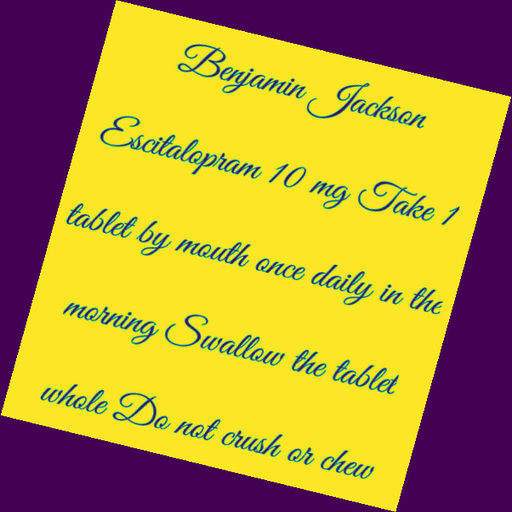 Benjamin Jackson
Escitalopram 10 mg Take 1
tablet by mouth once daily in the
morning Swallow the tablet
whole Do not crush or chew